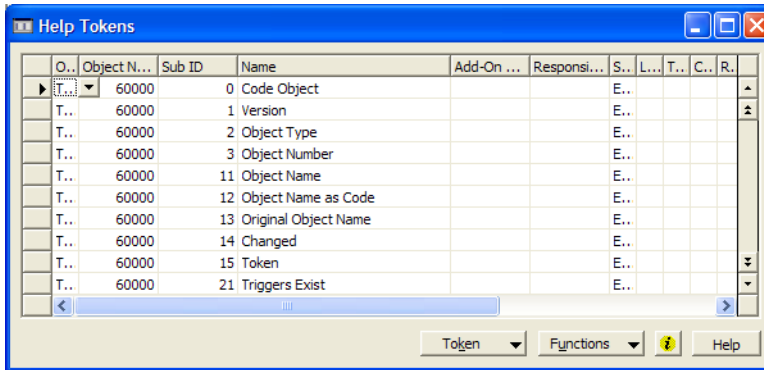 Help Tokens
O.. Object N... Sub ID Name Add-On ... Responsi... S.. L... T.. C.. R.
T... 60000 0 Code Object E...
T... 60000 1 Version E...
T... 60000 2 Object Type E...
T... 60000 3 Object Number E...
T... 60000 11 Object Name E...
T... 60000 12 Object Name as Code E...
T... 60000 13 Original Object Name E...
T... 60000 14 Changed E...
T... 60000 15 Token E...
T... 60000 21 Triggers Exist E...
Token Functions i Help